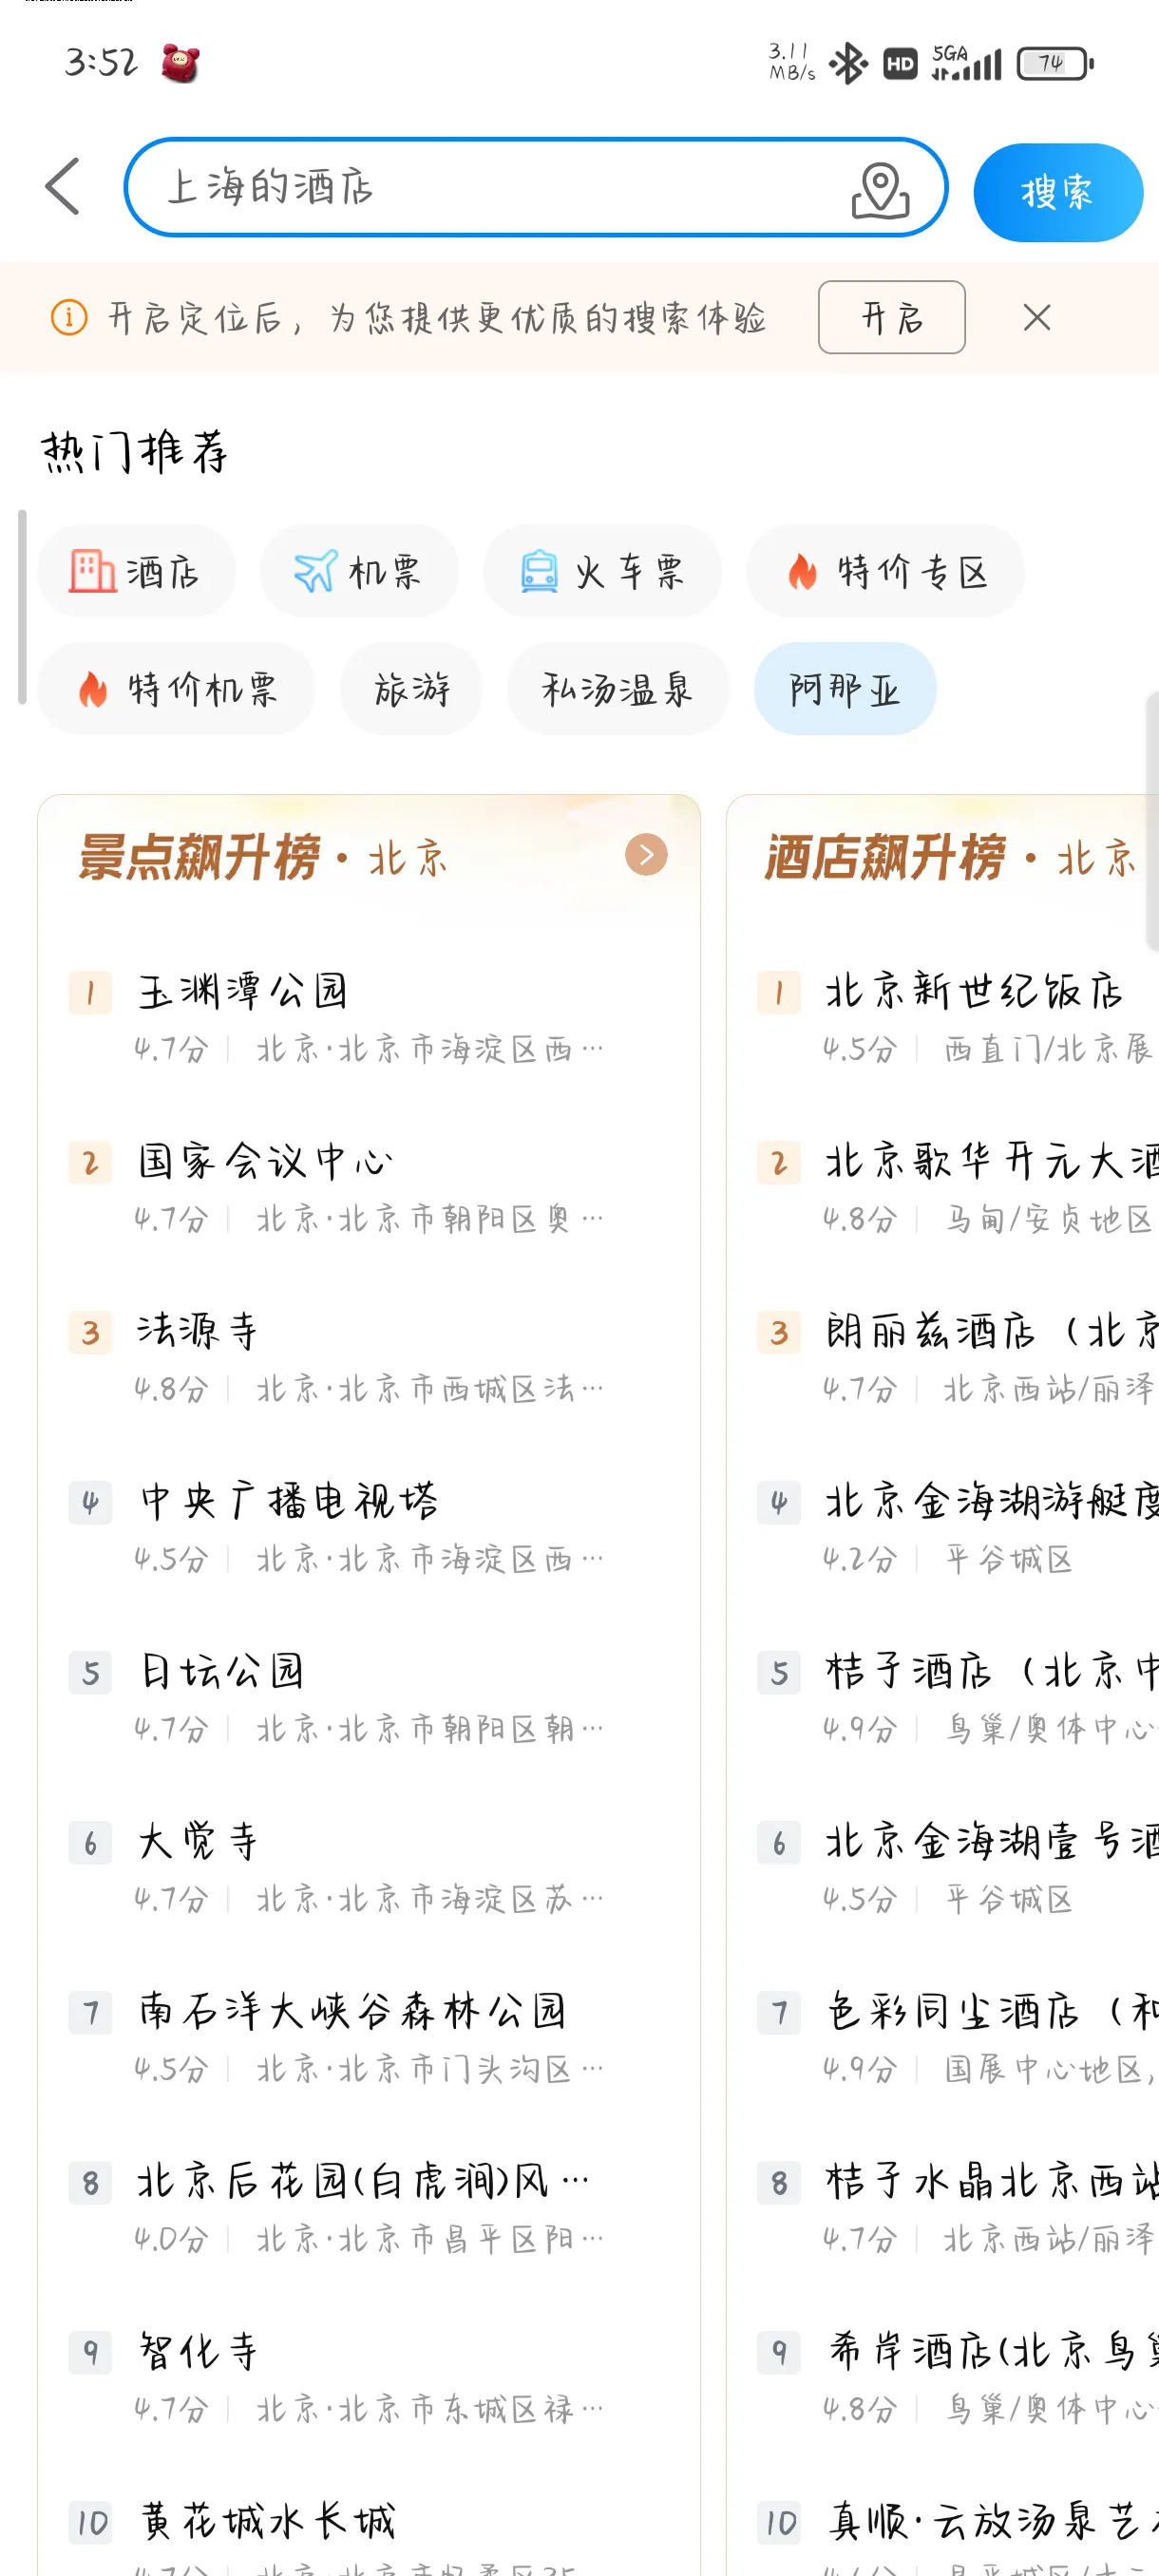 3:52
3.11 MB/s HD 5GA 74
上海的酒店
搜索
开启定位后，为您提供更优质的搜索体验 开启
热门推荐
酒店 机票 火车票 特价专区
特价机票 旅游 私汤温泉 阿那亚
景点飙升榜·北京
1 玉渊潭公园
4.7分 北京·北京市海淀区西…
2 国家会议中心
4.7分 北京·北京市朝阳区奥…
3 法源寺
4.8分 北京·北京市西城区法…
4 中央广播电视塔
4.5分 北京·北京市海淀区西…
5 日坛公园
4.7分 北京·北京市朝阳区朝…
6 大觉寺
4.7分 北京·北京市海淀区苏…
7 南石洋大峡谷森林公园
4.5分 北京·北京市门头沟区…
8 北京后花园(白虎涧)风…
4.0分 北京·北京市昌平区阳…
9 智化寺
4.7分 北京·北京市东城区禄…
10 黄花城水长城
酒店飙升榜·北京
1 北京新世纪饭店
4.5分 西直门/北京展
2 北京歌华开元大酒
4.8分 马甸/安贞地区
3 朗丽兹酒店（北京
4.7分 北京西站/丽泽
4 北京金海湖游艇度
4.2分 平谷城区
5 桔子酒店（北京中
4.9分 鸟巢/奥体中心
6 北京金海湖壹号酒
4.5分 平谷城区
7 色彩同尘酒店（和
4.9分 国展中心地区,
8 桔子水晶北京西站
4.7分 北京西站/丽泽
9 希岸酒店(北京鸟巢
4.8分 鸟巢/奥体中心
10 真顺·云放汤泉艺